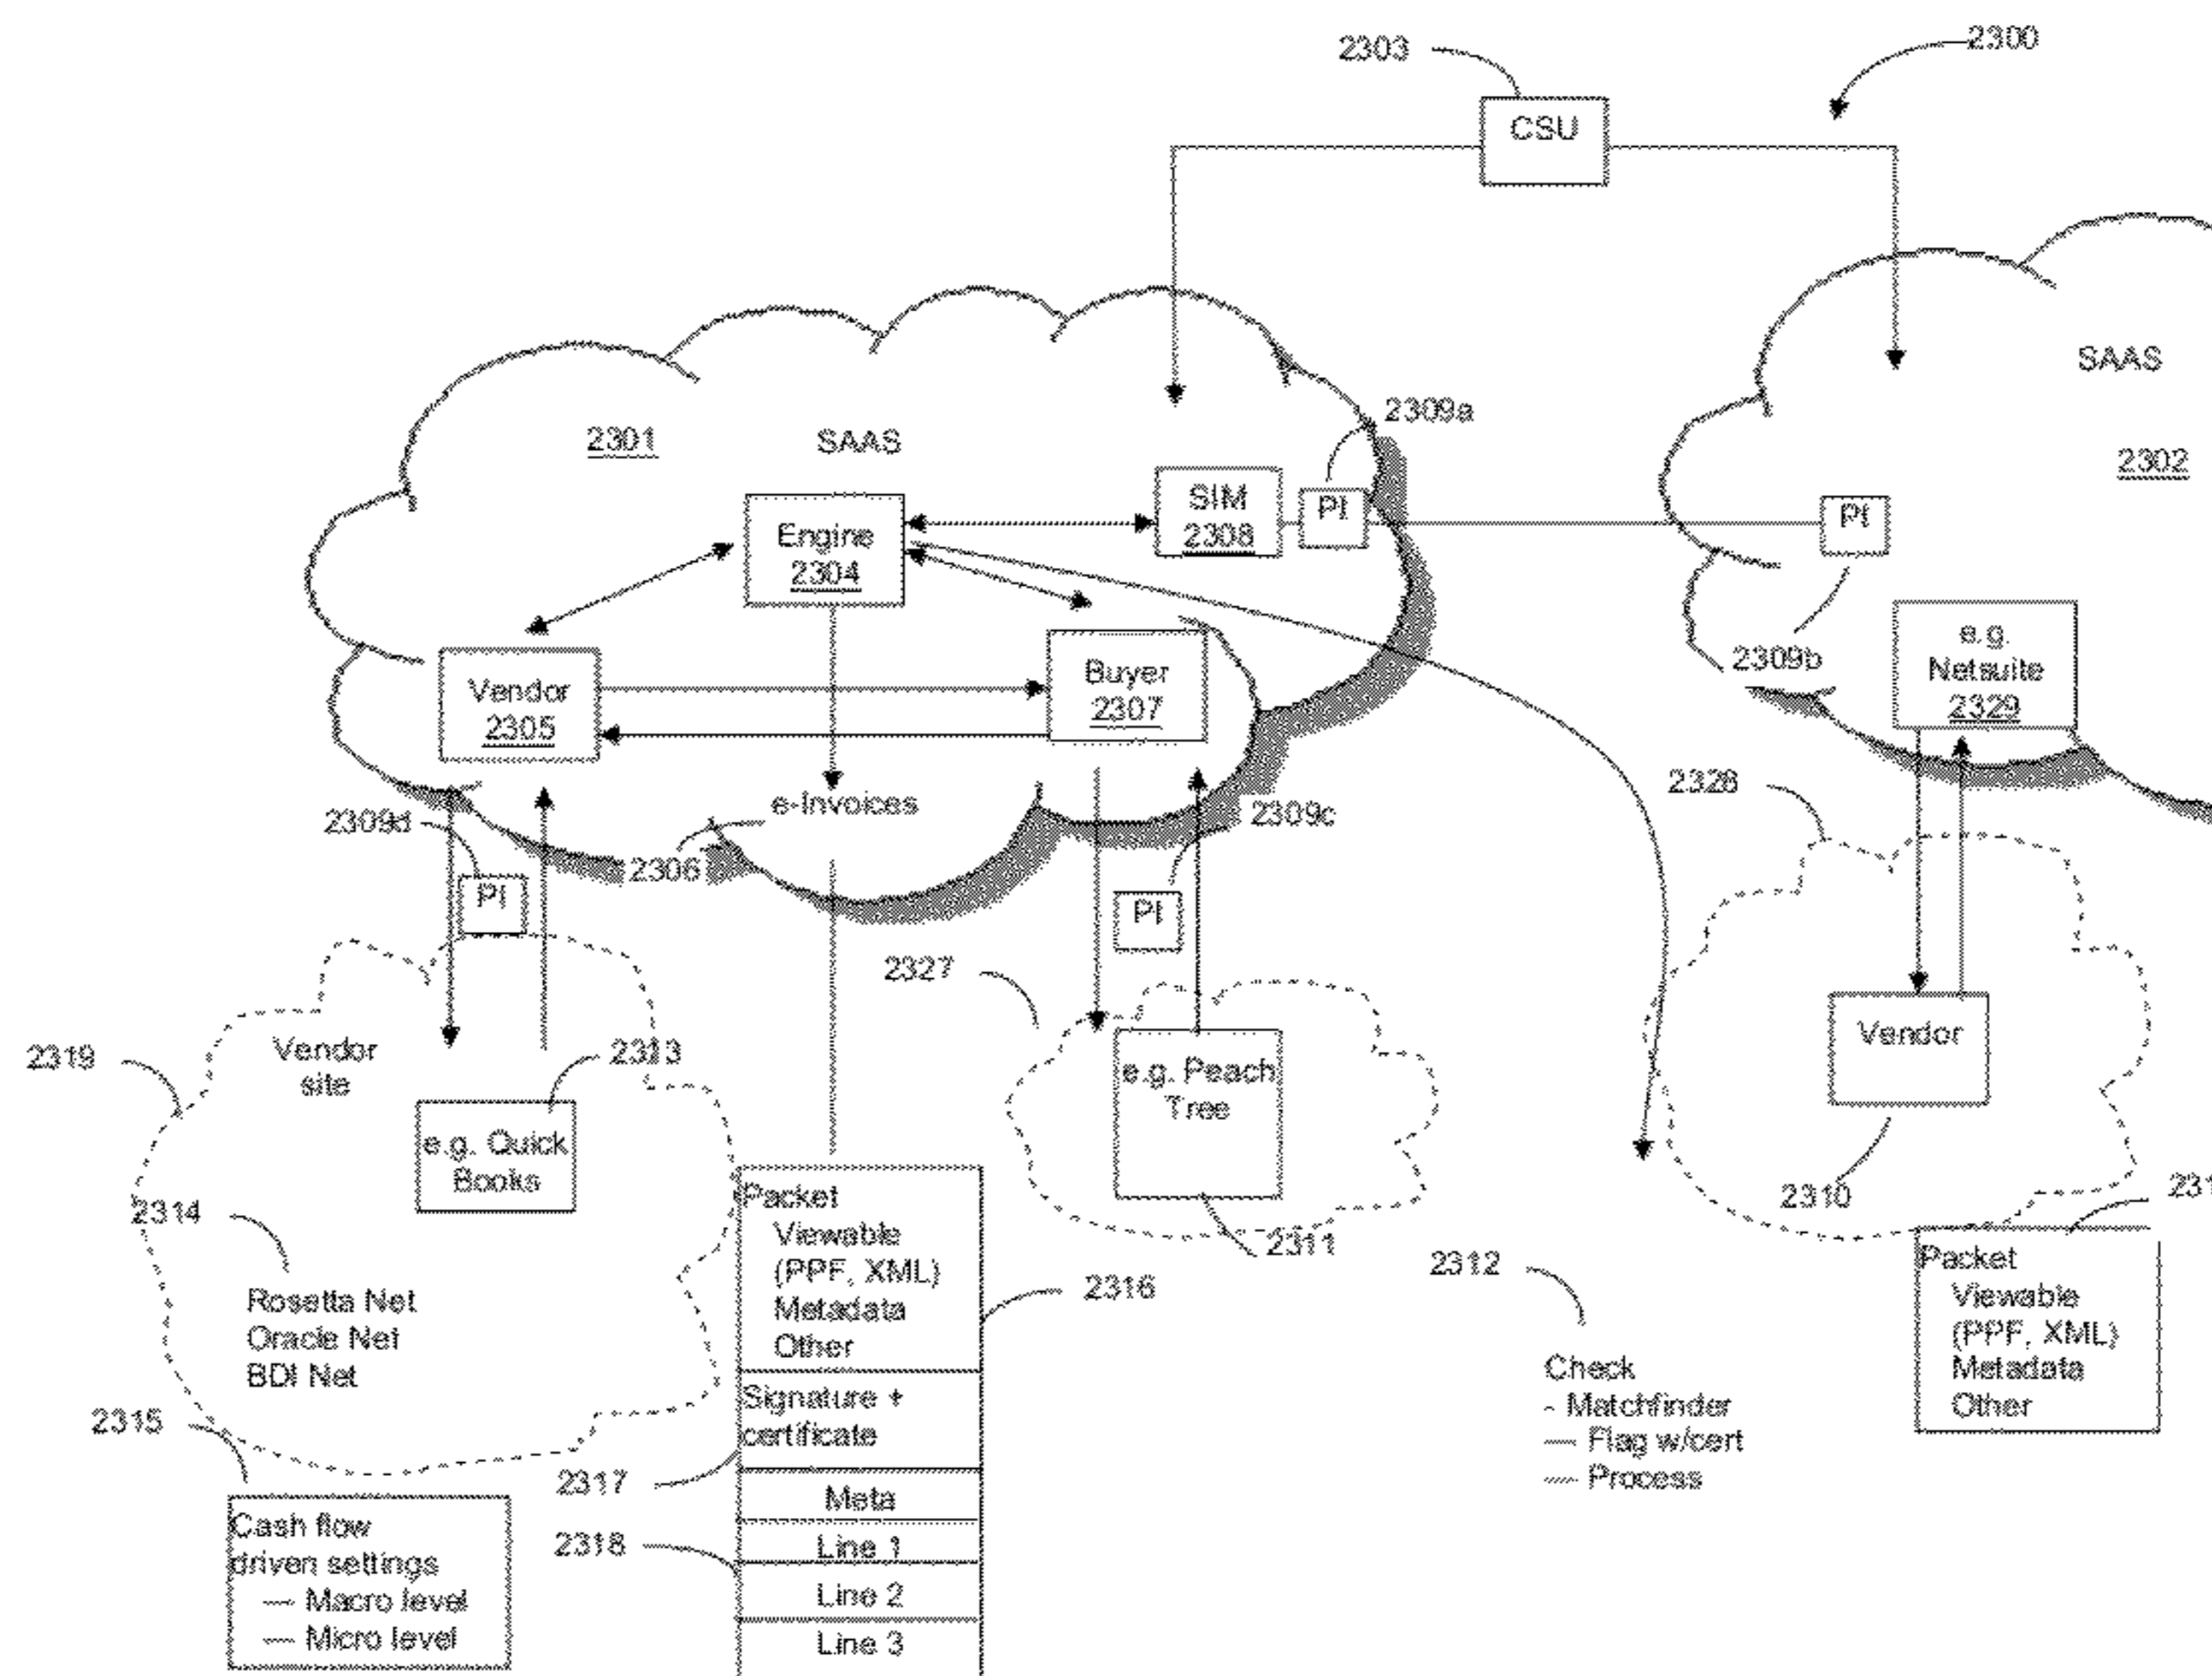 2303
2300
CSU
SAAS
2301
SAAS
2309a
2302
SIM
2308
PI
PI
Engine
2304
2309b
e.g.
Netsuite
2329
Vendor
2305
Buyer
2307
2328
e-Invoices
2309d
2309c
2306
PI
PI
2327
2319
Vendor
site
2313
Vendor
e.g. Peach
Tree
e.g. Quick
Books
2314
2310
2311
2312
2316
Packet
Viewable
(PPF, XML)
Metadata
Other
Packet
Viewable
(PPF, XML)
Metadata
Other
Rosetta Net
Oracle Net
BDI Net
Check
- Matchfinder
— Flag w/cert
— Process
2315
Signature +
certificate
2317
Meta
Cash flow
driven settings
— Macro level
— Micro level
2318
Line 1
Line 2
Line 3